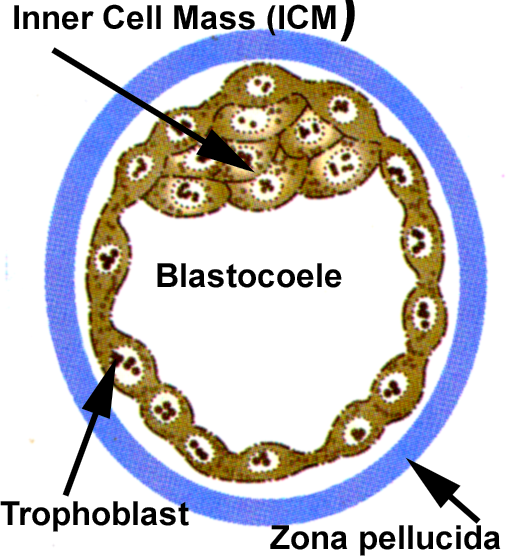 Inner Cell Mass (ICM)
Blastocoele
Trophoblast
Zona pellucida